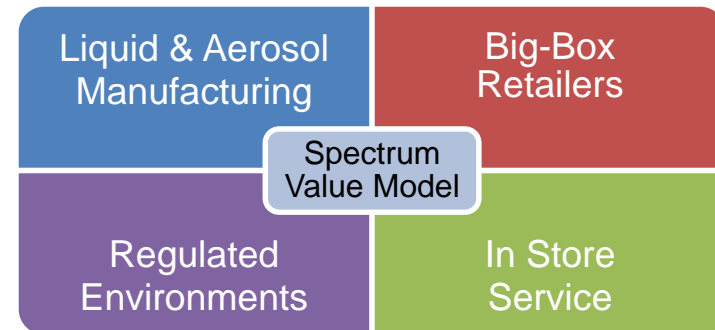 Liquid & Aerosol
Manufacturing
Big-Box
Retailers
Spectrum
Value Model
Regulated
Environments
In Store
Service